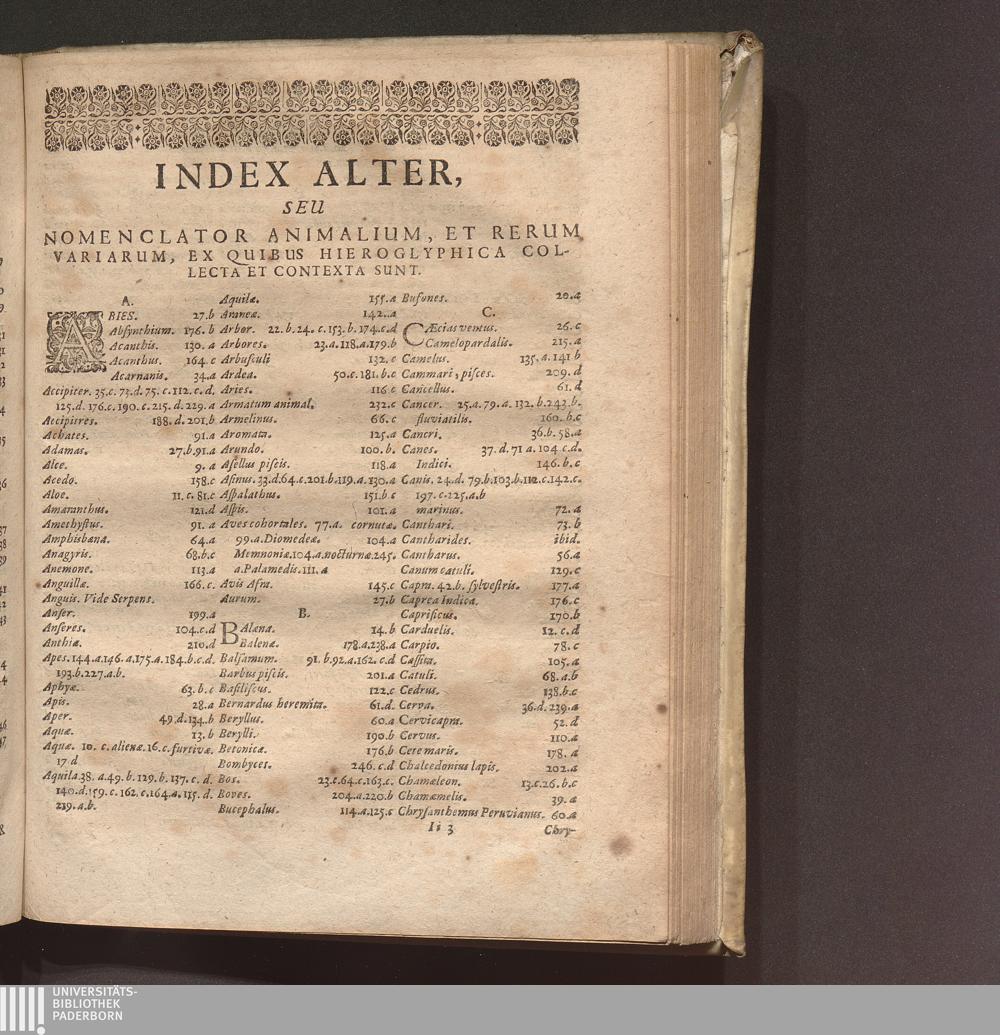 INDEX ALTER,
SEU
NOMENCLATOR ANIMALIUM, ET RERUM
VARIARUM, EX QUIBUS HIEROGLYPHICA COL-
LECTA ET CONTEXTA SUNT.
A.
ARIES. 27.b
Absynthium. 176.b
Acanthis. 130.a
Acanthus. 164.c
Acarnanis. 34.a
Accipiter. 35.c.73.d.75.c.112.c.d.
125.d.176.c.190.c.215.d.229.a
Accipitres. 188.d.201.b
Achates. 91.a
Adamas. 27.b.91.a
Alce. 9.a
Acedo. 158.c
Aloe. 11.c.81.c
Amaranthus. 121.d
Amethystus. 91.a
Amphisbæna. 64.a
Anagyris. 68.b.c
Anemone. 113.a
Anguillæ. 166.c.
Anguis. Vide Serpens.
Anser. 199.a
Anseres. 104.c.d
Anthiæ. 210.d
Apes.144.a.146.a.175.a.184.b.c.d.
193.b.227.a.b.
Aphyæ. 63.b.c
Apis. 28.a
Aper. 49.d.134.b
Aquæ. 13.b
Aquæ. 10. c.alienæ.16.c.furtivæ.
17 d
Aquila.38.a.49.b.129.b.137.c.d.
140.d.159.c.162.c.164.a.115.d.
219.a.b.
Aquilæ. 155.a
Araneæ. 142.a
Arbor. 22.b.24.c.153.b.174.c.d
Arbores. 23.a.118.a.179.b
Arbusculi 132.c
Ardea. 50.c.181.b.c
Aries. 116 c
Armatum animal. 232.c
Armelinus. 66.c
Aromata. 125.a
Arundo. 100.b.
Asellus piscis. 118.a
Asinus.33.d.64.c.201.b.119.a.130.a
Aspalathus. 151.b c
Aspis. 101.a
Aves cohortales. 77.a. cornutæ.
99.a.Diomedeæ. 104.a
Memnoniæ.104.a.nocturnæ.245.
a.Palamedis.111.a
Avis Afra. 145.c
Aurum. 27.b
B.
BAlæna. 14.b
Balenæ. 178.a.238.a
Balsamum. 91.b.92.a.162.c.d
Barbus piscis. 201.a
Basiliscus. 122.c
Bernardus heremita. 61.d.
Beryllus. 60.a
Berylli. 190.b
Betonica. 176.b
Bombyces. 246.c.d
Bos. 23.c.64.c.163.c.
Boves. 204.a.220.b
Bucephalus. 114.a.125.c
Bufones. 20.a
C.
CÆcias ventus. 26.c
Camelopardalis. 215.a
Camelus. 135.a.141 b
Cammari, pisces. 209.d
Cancellus. 61.d
Cancer. 25.a.79.a.132.b.243.b.
fluviatilis. 160.b.c
Cancri. 36.b.58.a
Canes. 37.d.71 a.104 c.d.
Indici. 146.b.c
Canis. 24.d.79.b.103.b.112.c.142.c.
197.c.225.a.b
marinus. 72.a
Canthari. 73.b
Cantharides. ibid.
Cantharus. 56.a
Canum catuli. 129.c
Capra.42.b.sylvestris. 177.a
Caprea Indica. 176.c
Caprificus. 170.b
Carduelis. 12.c.d
Carpio. 78.c
Cassita. 105.a
Catuli. 68.a.b
Cedrus. 138.b.c
Cerva. 36.d.239.a
Cervicapra. 52.d
Cervus. 110.a
Cete maris. 178.a
Chalcedonius lapis. 202.a
Chamæleon. 13.c.26.b.c
Chamæmelis. 39.a
Chrysanthemus Peruvianus. 60.a
Ii 3
Chry-
UNIVERSITÄTS-
BIBLIOTHEK
PADERBORN